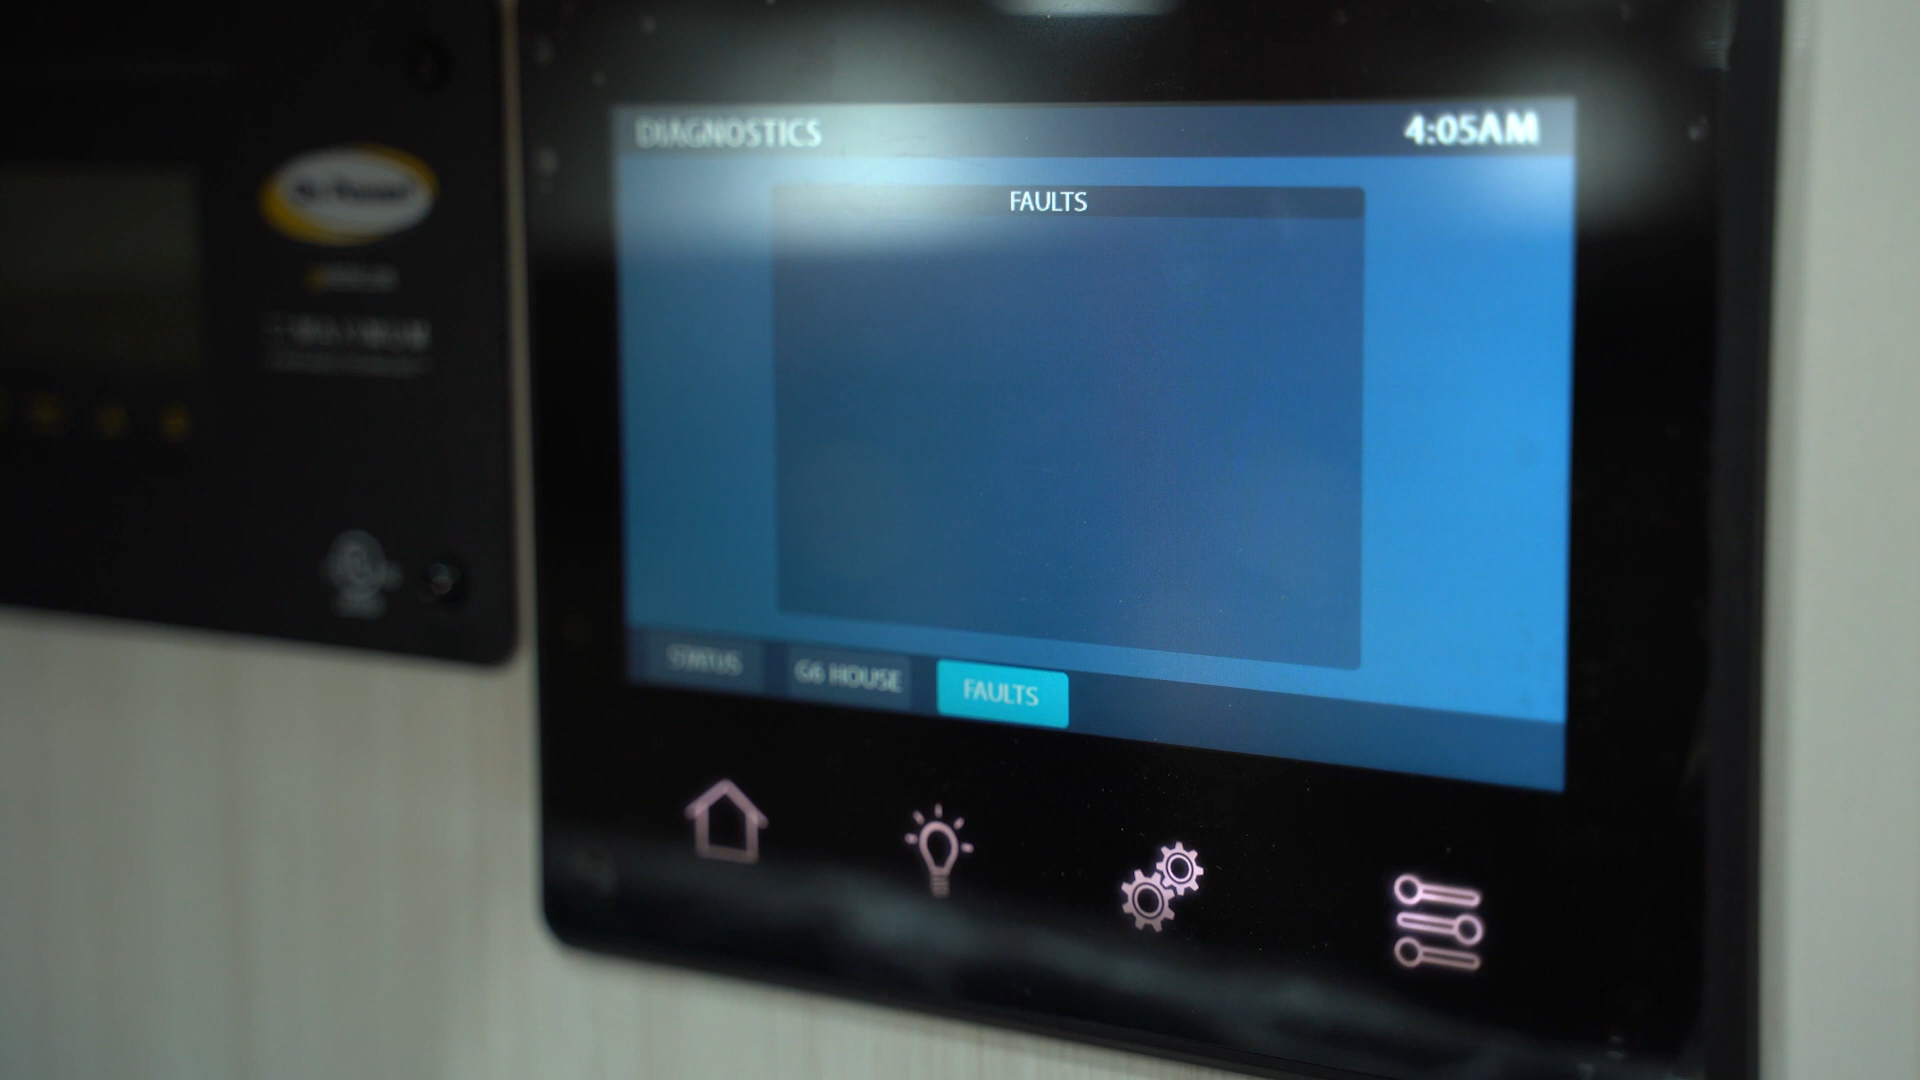 DIAGNOSTICS
4:05AM
FAULTS
STATUS
G6 HOUSE
FAULTS